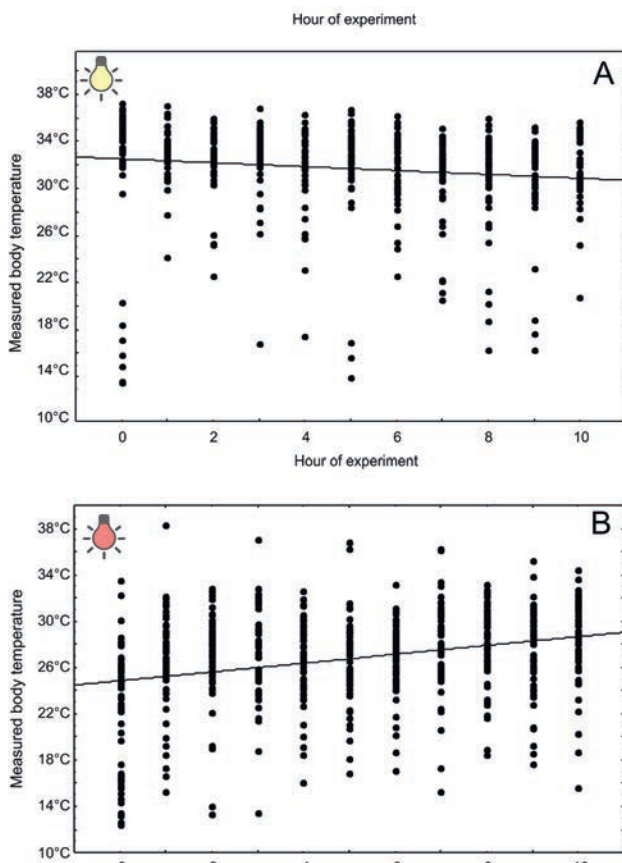 Hour of experiment
A
Measured body temperature
38°C
34°C
30°C
26°C
22°C
18°C
14°C
10°C
0 2 4 6 8 10
Hour of experiment
B
Measured body temperature
38°C
34°C
30°C
26°C
22°C
18°C
14°C
10°C